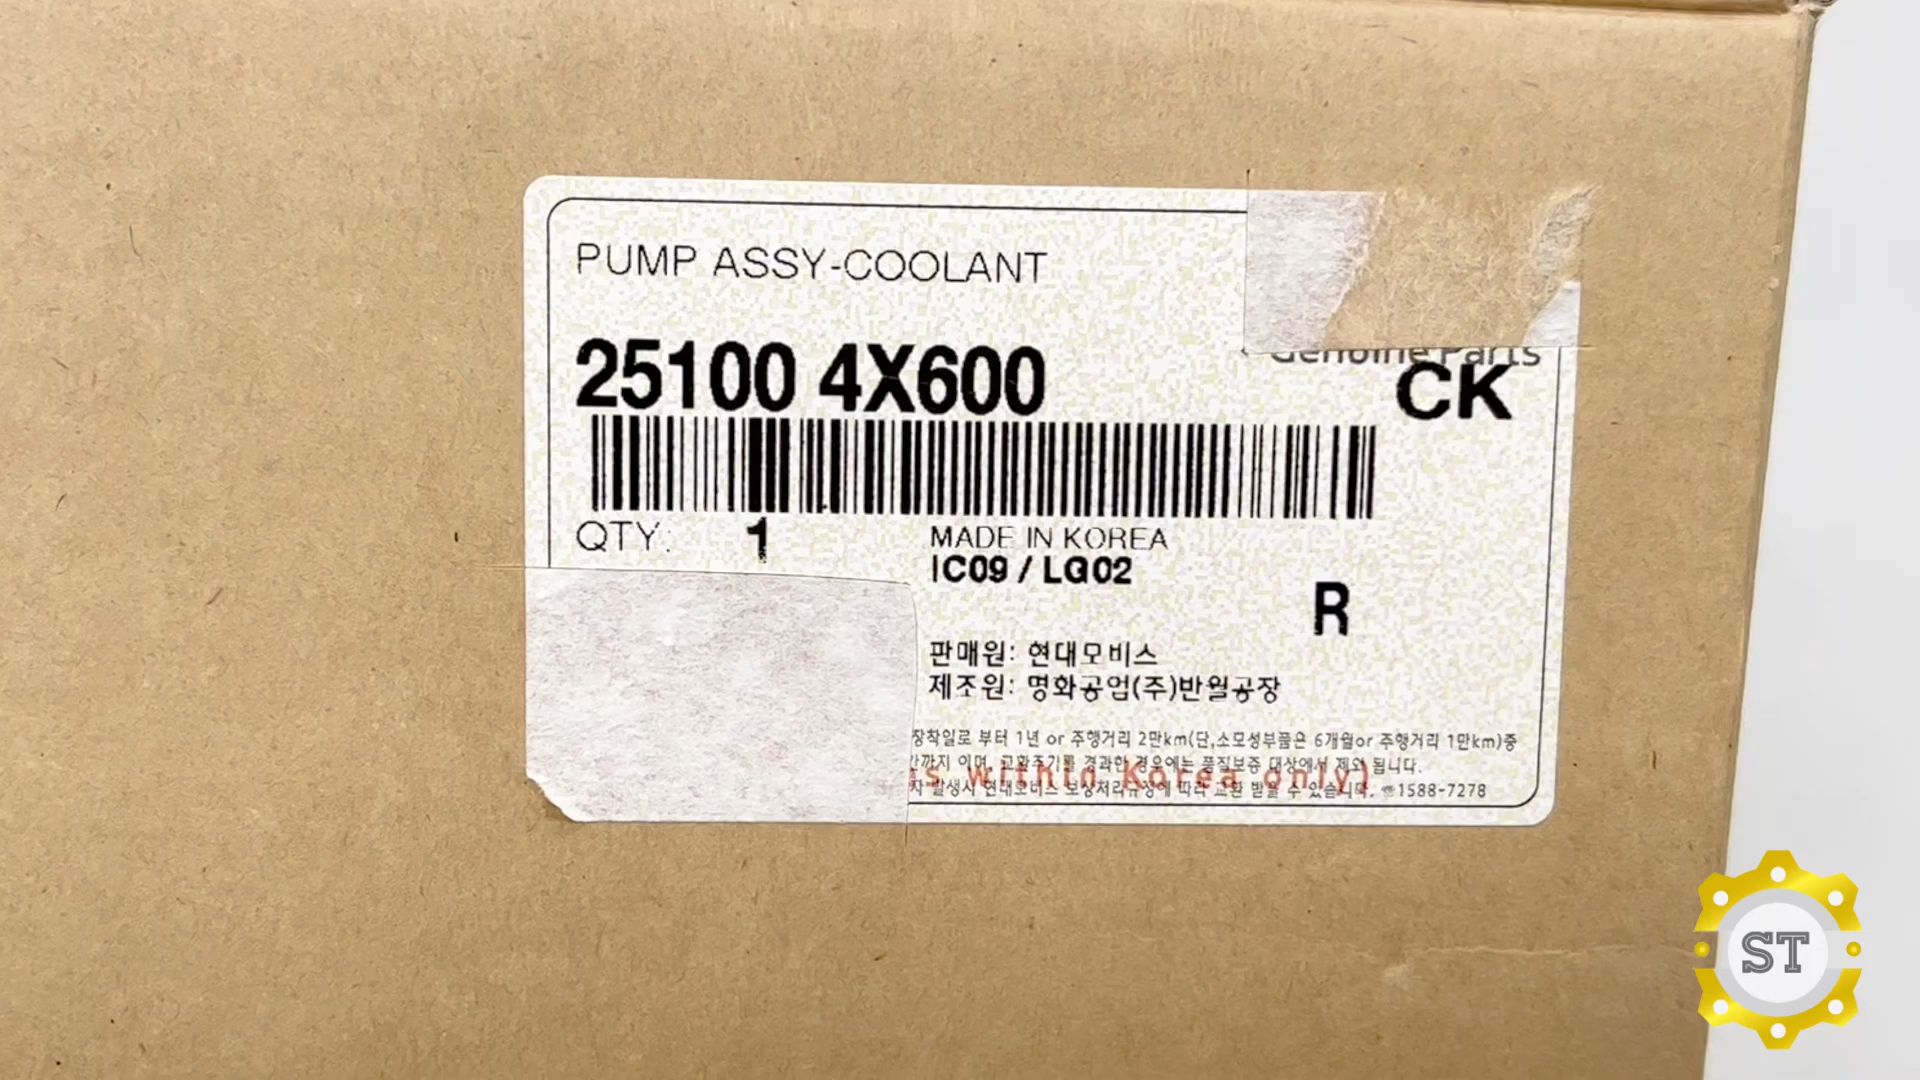 PUMP ASSY-COOLANT
Genuine Parts
25100 4X600
CK
QTY: 1
MADE IN KOREA
IC09 / LG02
R
판매원: 현대모비스
제조원: 명화공업(주)반월공장
장착일로 부터 1년 or 주행거리 2만km(단,소모성부품은 6개월or 주행거리 1만km)중
까지 이며, 교환주기를 경과한 경우에는 품질보증 대상에서 제외 됩니다.
within Korea only)
발생시 현대모비스 보상처리규정에 따라 교환 받을 수 있습니다. ☎1588-7278
ST